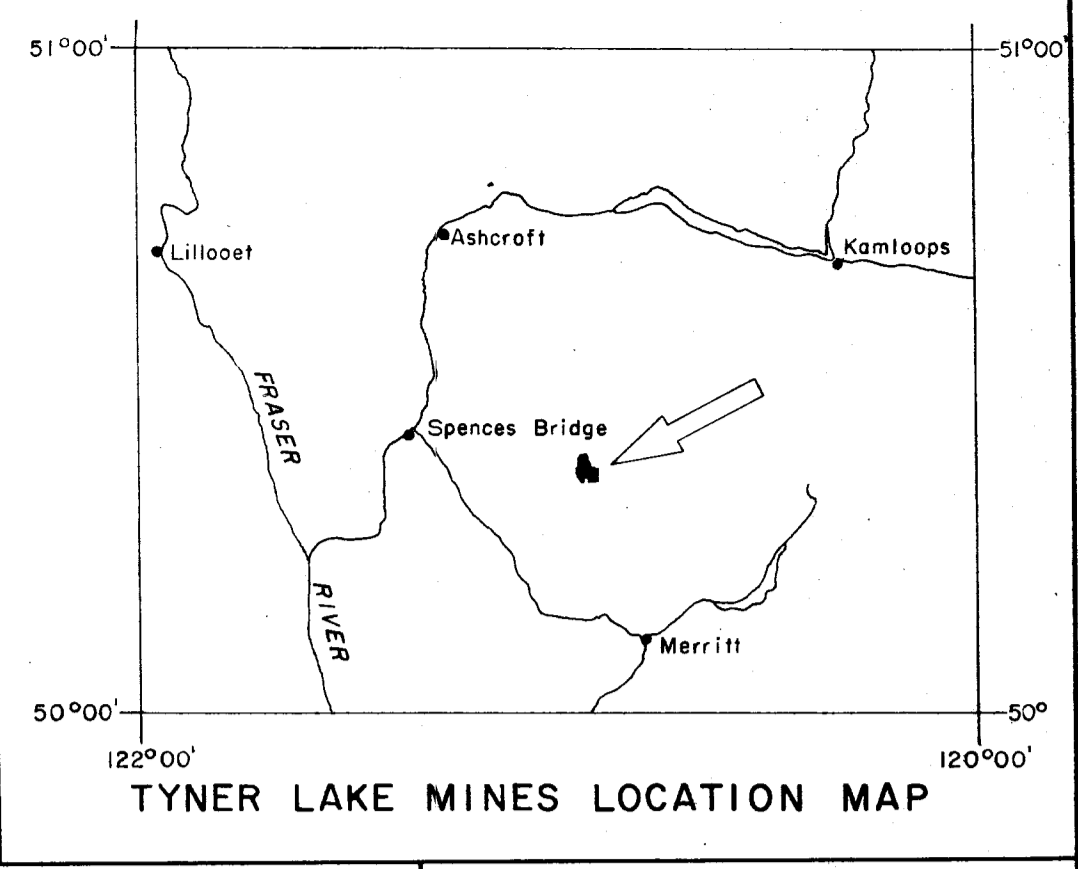 51°00'
51°00'
Lillooet
Ashcroft
Kamloops
FRASER
Spences Bridge
RIVER
Merritt
50°00'
50°
122°00'
120°00'
TYNER LAKE MINES LOCATION MAP